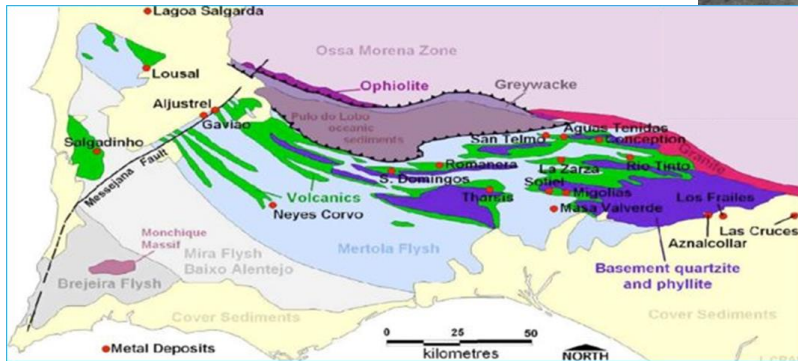 Lagoa Salgarda
Ossa Morena Zone
Ophiolite
Greywacke
Lousal
Aljustrel
Gaviao
Pulo do Lobo
oceanic
sediments
San Telmo
Aguas Tenidas
Conception
Granite
Salgadinho
Messejana Fault
Romanera
La Zarza
Rio Tinto
S. Domingos
Volcanics
Neyes Corvo
Tharsis
Sotiel
Migolias
Masa Valverde
Los Frailes
Las Cruces
Aznalcollar
Monchique
Massif
Mira Flysh
Baixo Alentejo
Mertola Flysh
Brejeira Flysh
Basement quartzite
and phyllite
Cover Sediments
Cover Sediments
Metal Deposits
0 25 50
kilometres
NORTH